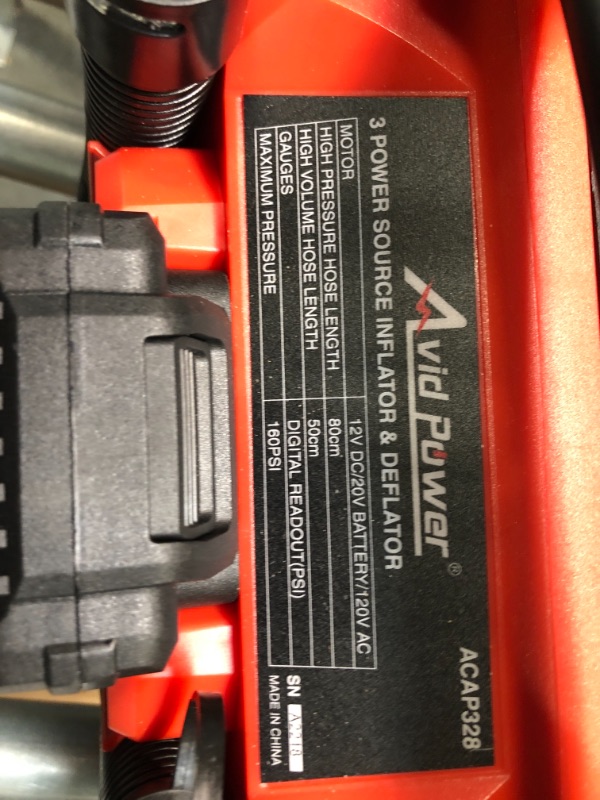 Avid Power®
ACAP328
3 POWER SOURCE INFLATOR & DEFLATOR
MOTOR 12V DC/20V BATTERY/120V AC
HIGH PRESSURE HOSE LENGTH 80cm
HIGH VOLUME HOSE LENGTH 50cm
GAUGES DIGITAL READOUT(PSI)
MAXIMUM PRESSURE 160PSI
SN A2218
MADE IN CHINA